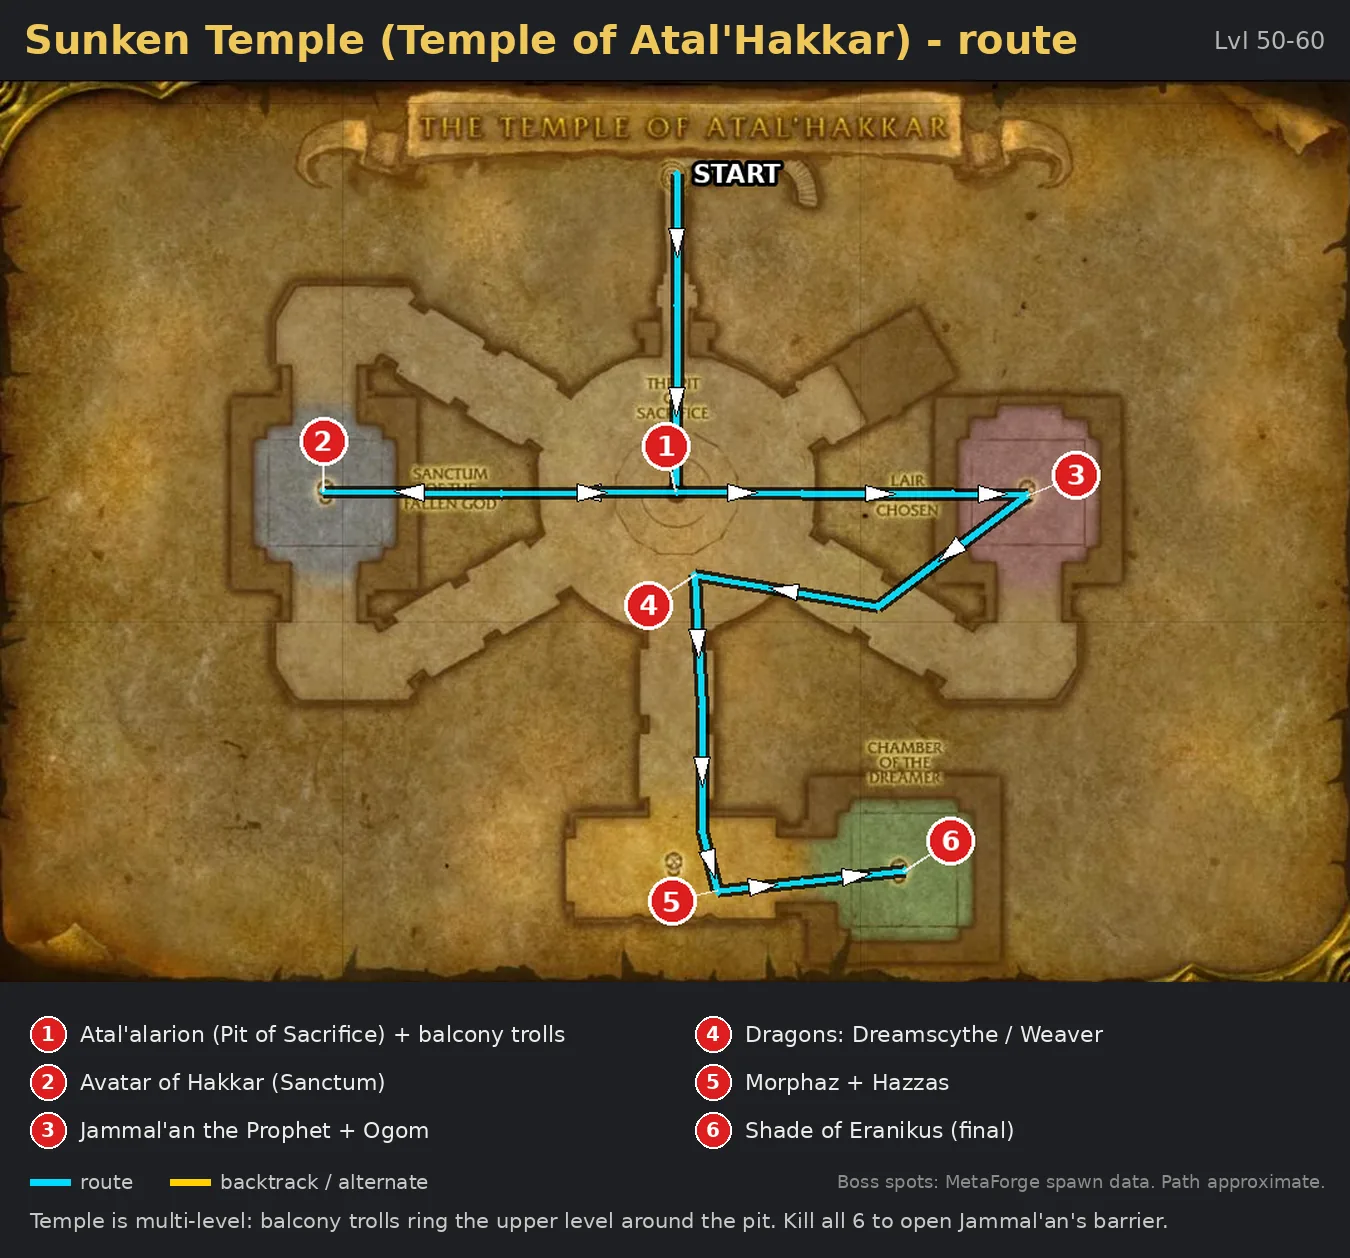 Sunken Temple (Temple of Atal'Hakkar) - route
Lvl 50-60
THE TEMPLE OF ATAL'HAKKAR
START
THE PIT
SACRIFICE
1
2
SANCTUM
OF THE
FALLEN GOD
LAIR
CHOSEN
3
4
CHAMBER
OF THE
DREAMER
6
5
1 Atal'alarion (Pit of Sacrifice) + balcony trolls
2 Avatar of Hakkar (Sanctum)
3 Jammal'an the Prophet + Ogom
4 Dragons: Dreamscythe / Weaver
5 Morphaz + Hazzas
6 Shade of Eranikus (final)
route
backtrack / alternate
Boss spots: MetaForge spawn data. Path approximate.
Temple is multi-level: balcony trolls ring the upper level around the pit. Kill all 6 to open Jammal'an's barrier.